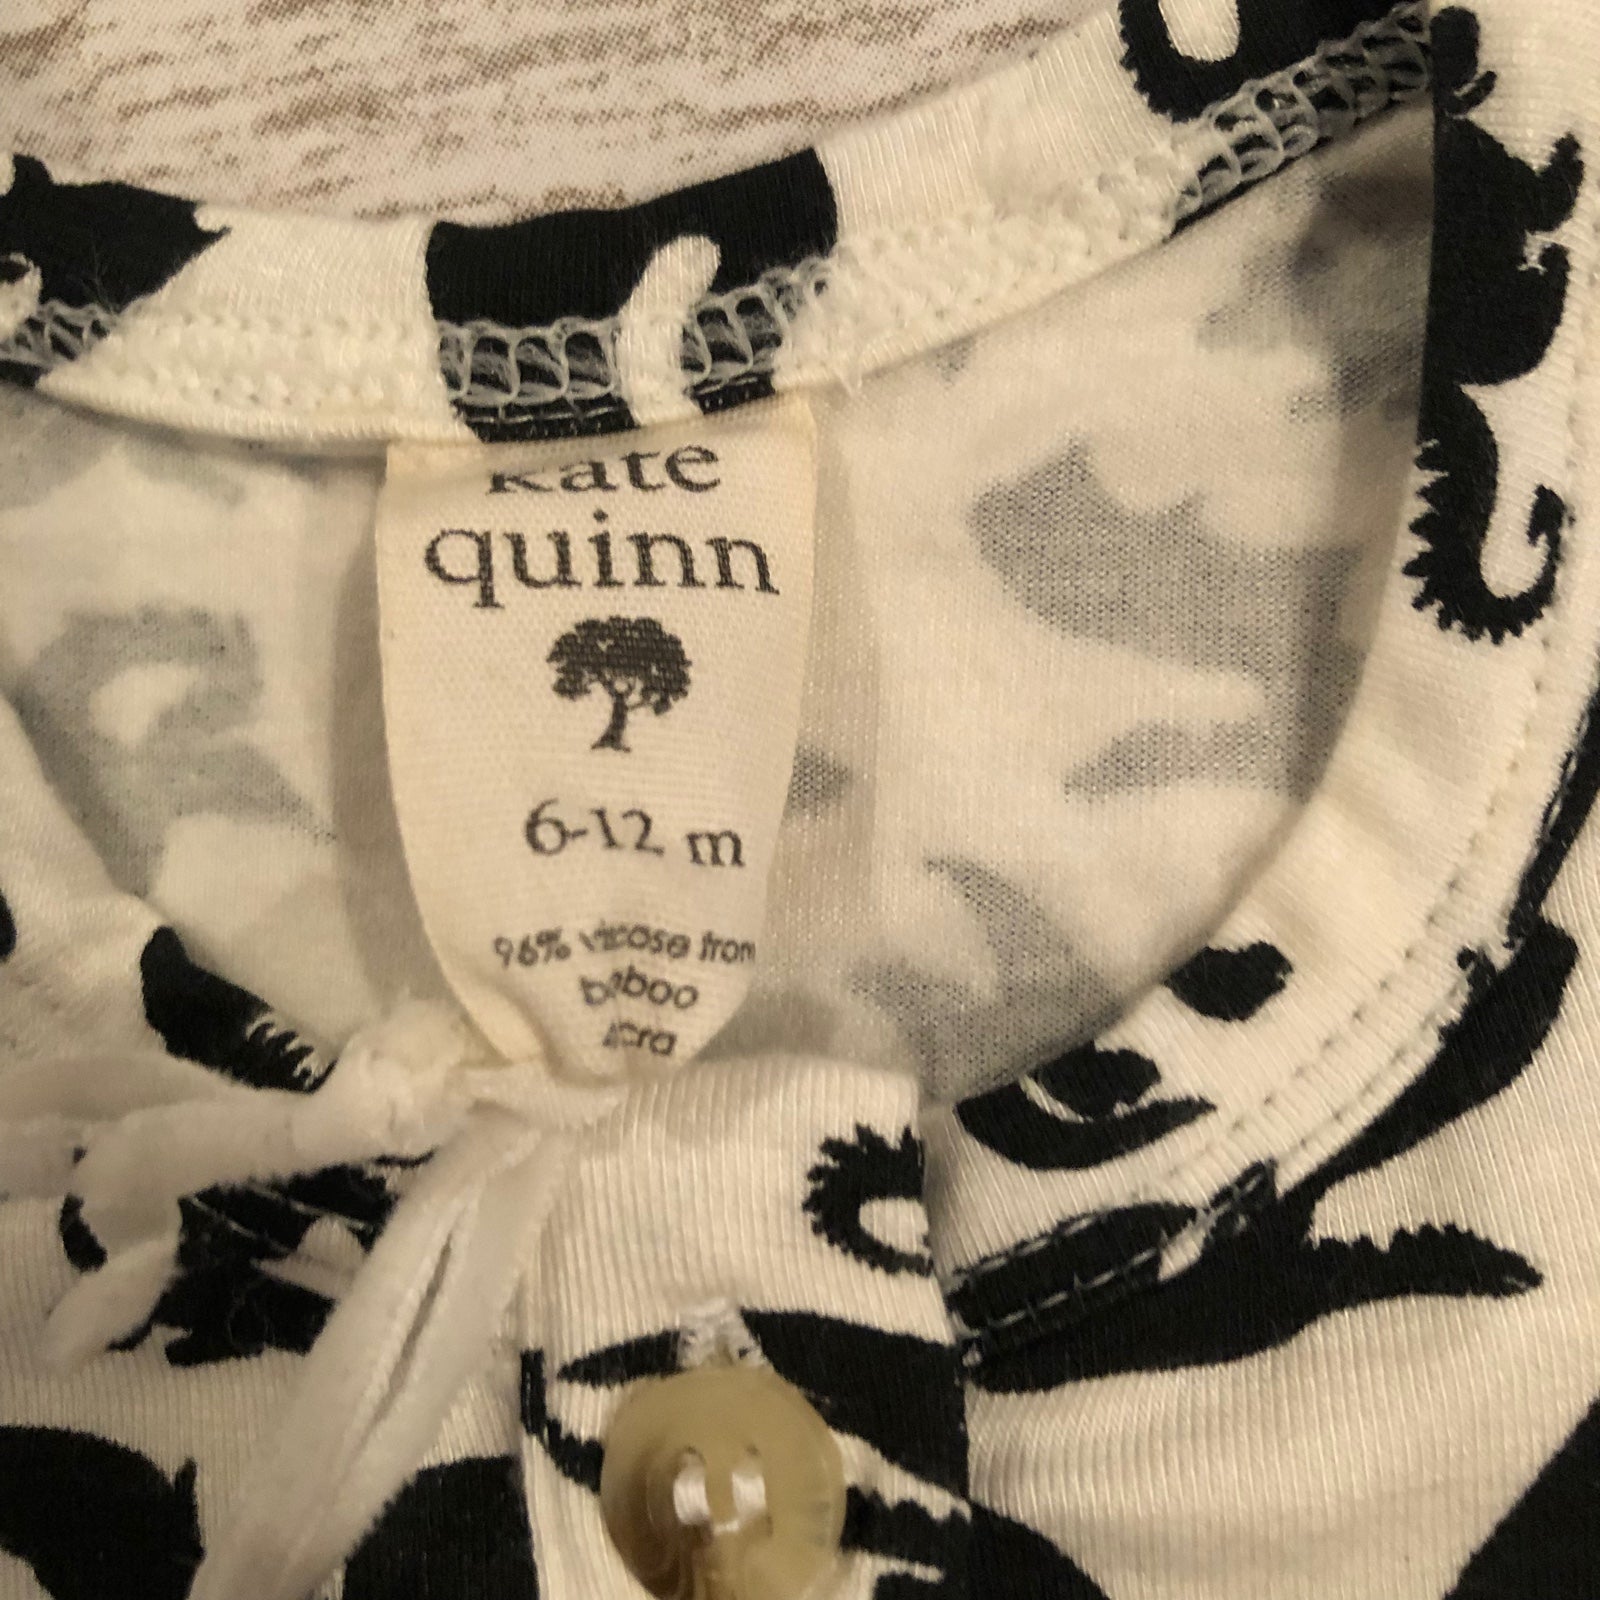 kate
quinn
6-12 m
96% viscose from